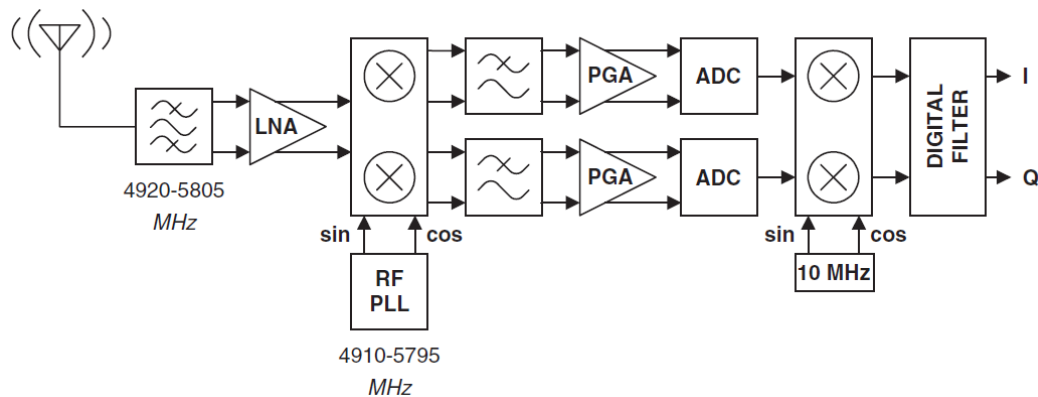 PGA
ADC
I
LNA
DIGITAL
FILTER
4920-5805
MHz
PGA
ADC
Q
sin
cos
sin
cos
RF
PLL
10 MHz
4910-5795
MHz